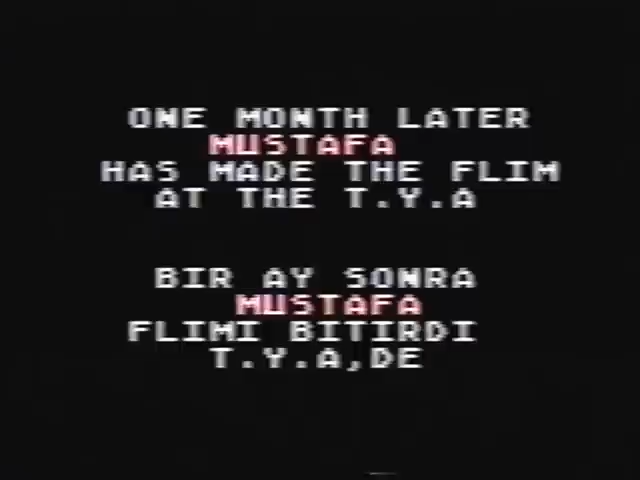 ONE MONTH LATER
MUSTAFA
HAS MADE THE FLIM
AT THE T.Y.A
BIR AY SONRA
MUSTAFA
FLIMI BITIRDI
T.Y.A,DE